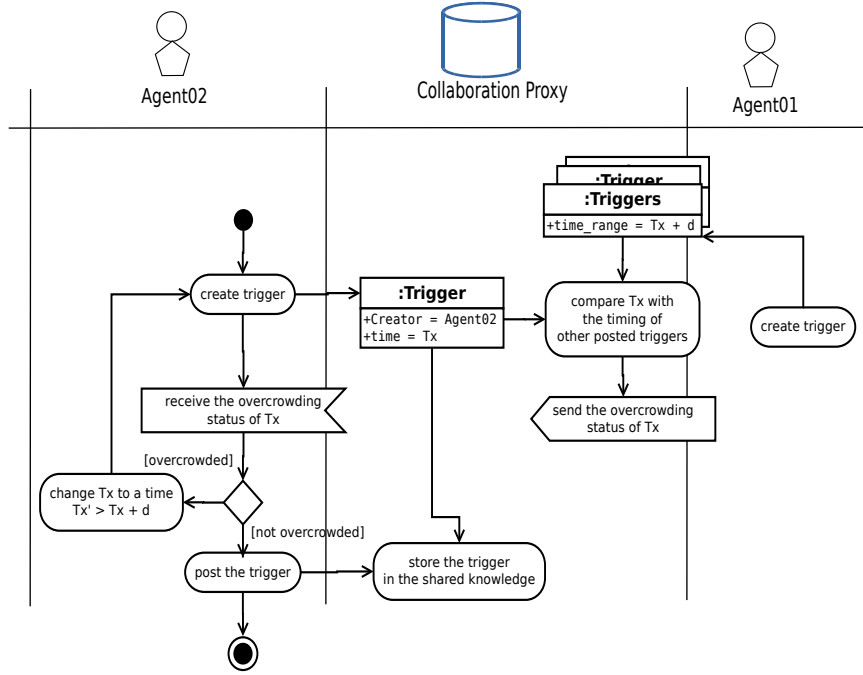 Agent02
Collaboration Proxy
Agent01
:Trigger
:Triggers
+time_range = Tx + d
create trigger
:Trigger
+Creator = Agent02
+time = Tx
compare Tx with
the timing of
other posted triggers
create trigger
receive the overcrowding
status of Tx
send the overcrowding
status of Tx
[overcrowded]
change Tx to a time
Tx' > Tx + d
[not overcrowded]
post the trigger
store the trigger
in the shared knowledge